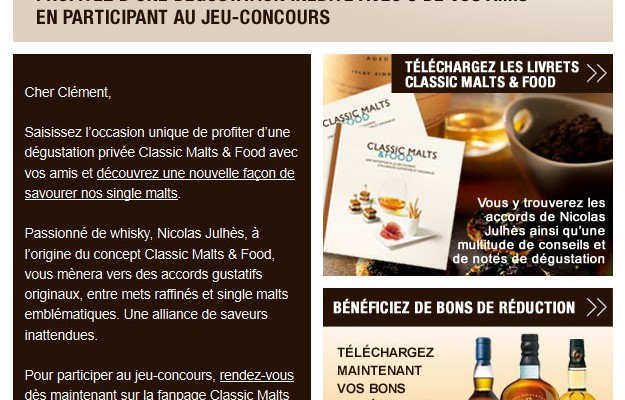 EN PARTICIPANT AU JEU-CONCOURS
Cher Clément,
Saisissez l’occasion unique de profiter d’une
dégustation privée Classic Malts & Food avec
vos amis et découvrez une nouvelle façon de
savourer nos single malts.
Passionné de whisky, Nicolas Julhès, à
l’origine du concept Classic Malts & Food,
vous mènera vers des accords gustatifs
originaux, entre mets raffinés et single malts
emblématiques. Une alliance de saveurs
inattendues.
Pour participer au jeu-concours, rendez-vous
dès maintenant sur la fanpage Classic Malts
TÉLÉCHARGEZ LES LIVRETS
CLASSIC MALTS & FOOD
AGED
ISLAY
CLASSIC MALTS
&FOOD
CLASSIC MALTS
&FOOD
Vous y trouverez les
accords de Nicolas
Julhès ainsi qu’une
multitude de conseils et
de notes de dégustation
BÉNÉFICIEZ DE BONS DE RÉDUCTION
TÉLÉCHARGEZ
MAINTENANT
VOS BONS